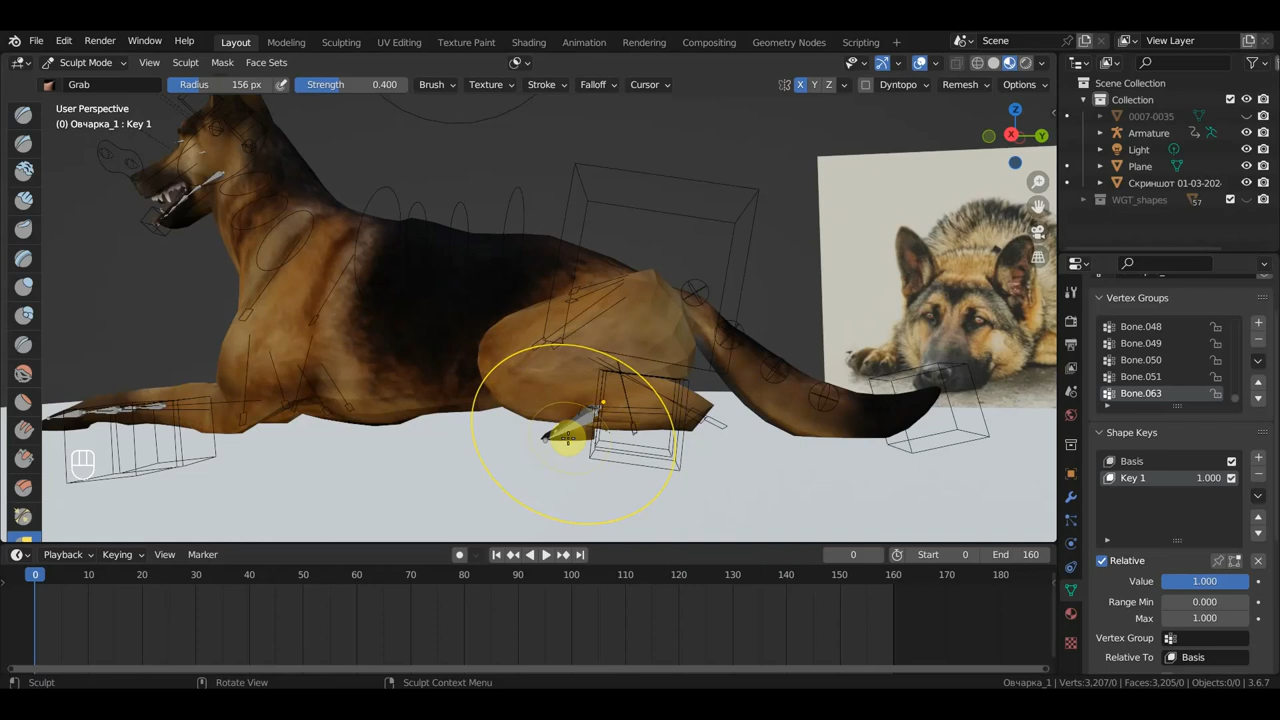 File Edit Render Window Help Layout Modeling Sculpting UV Editing Texture Paint Shading Animation Rendering Compositing Geometry Nodes Scripting + Scene View Layer
Sculpt Mode View Sculpt Mask Face Sets
Grab Radius 156 px Strength 0.400 Brush Texture Stroke Falloff Cursor X Y Z Dyntopo Remesh Options
User Perspective
(0) Овчарка_1 : Key 1
Z
X
Y
Scene Collection
Collection
0007-0035
Armature
Light
Plane
Скриншот 01-03-202
WGT_shapes 57
Vertex Groups
Bone.048
Bone.049
Bone.050
Bone.051
Bone.063
Shape Keys
Basis
Key 1 1.000
Relative
Value 1.000
Range Min 0.000
Max 1.000
Vertex Group
Relative To Basis
Playback Keying View Marker 0 Start 0 End 160
0 10 20 30 40 50 60 70 80 90 100 110 120 130 140 150 160 170 180
Sculpt Rotate View Sculpt Context Menu Овчарка_1 | Verts:3,207/0 | Faces:3,205/0 | Objects:0/0 | 3.6.7